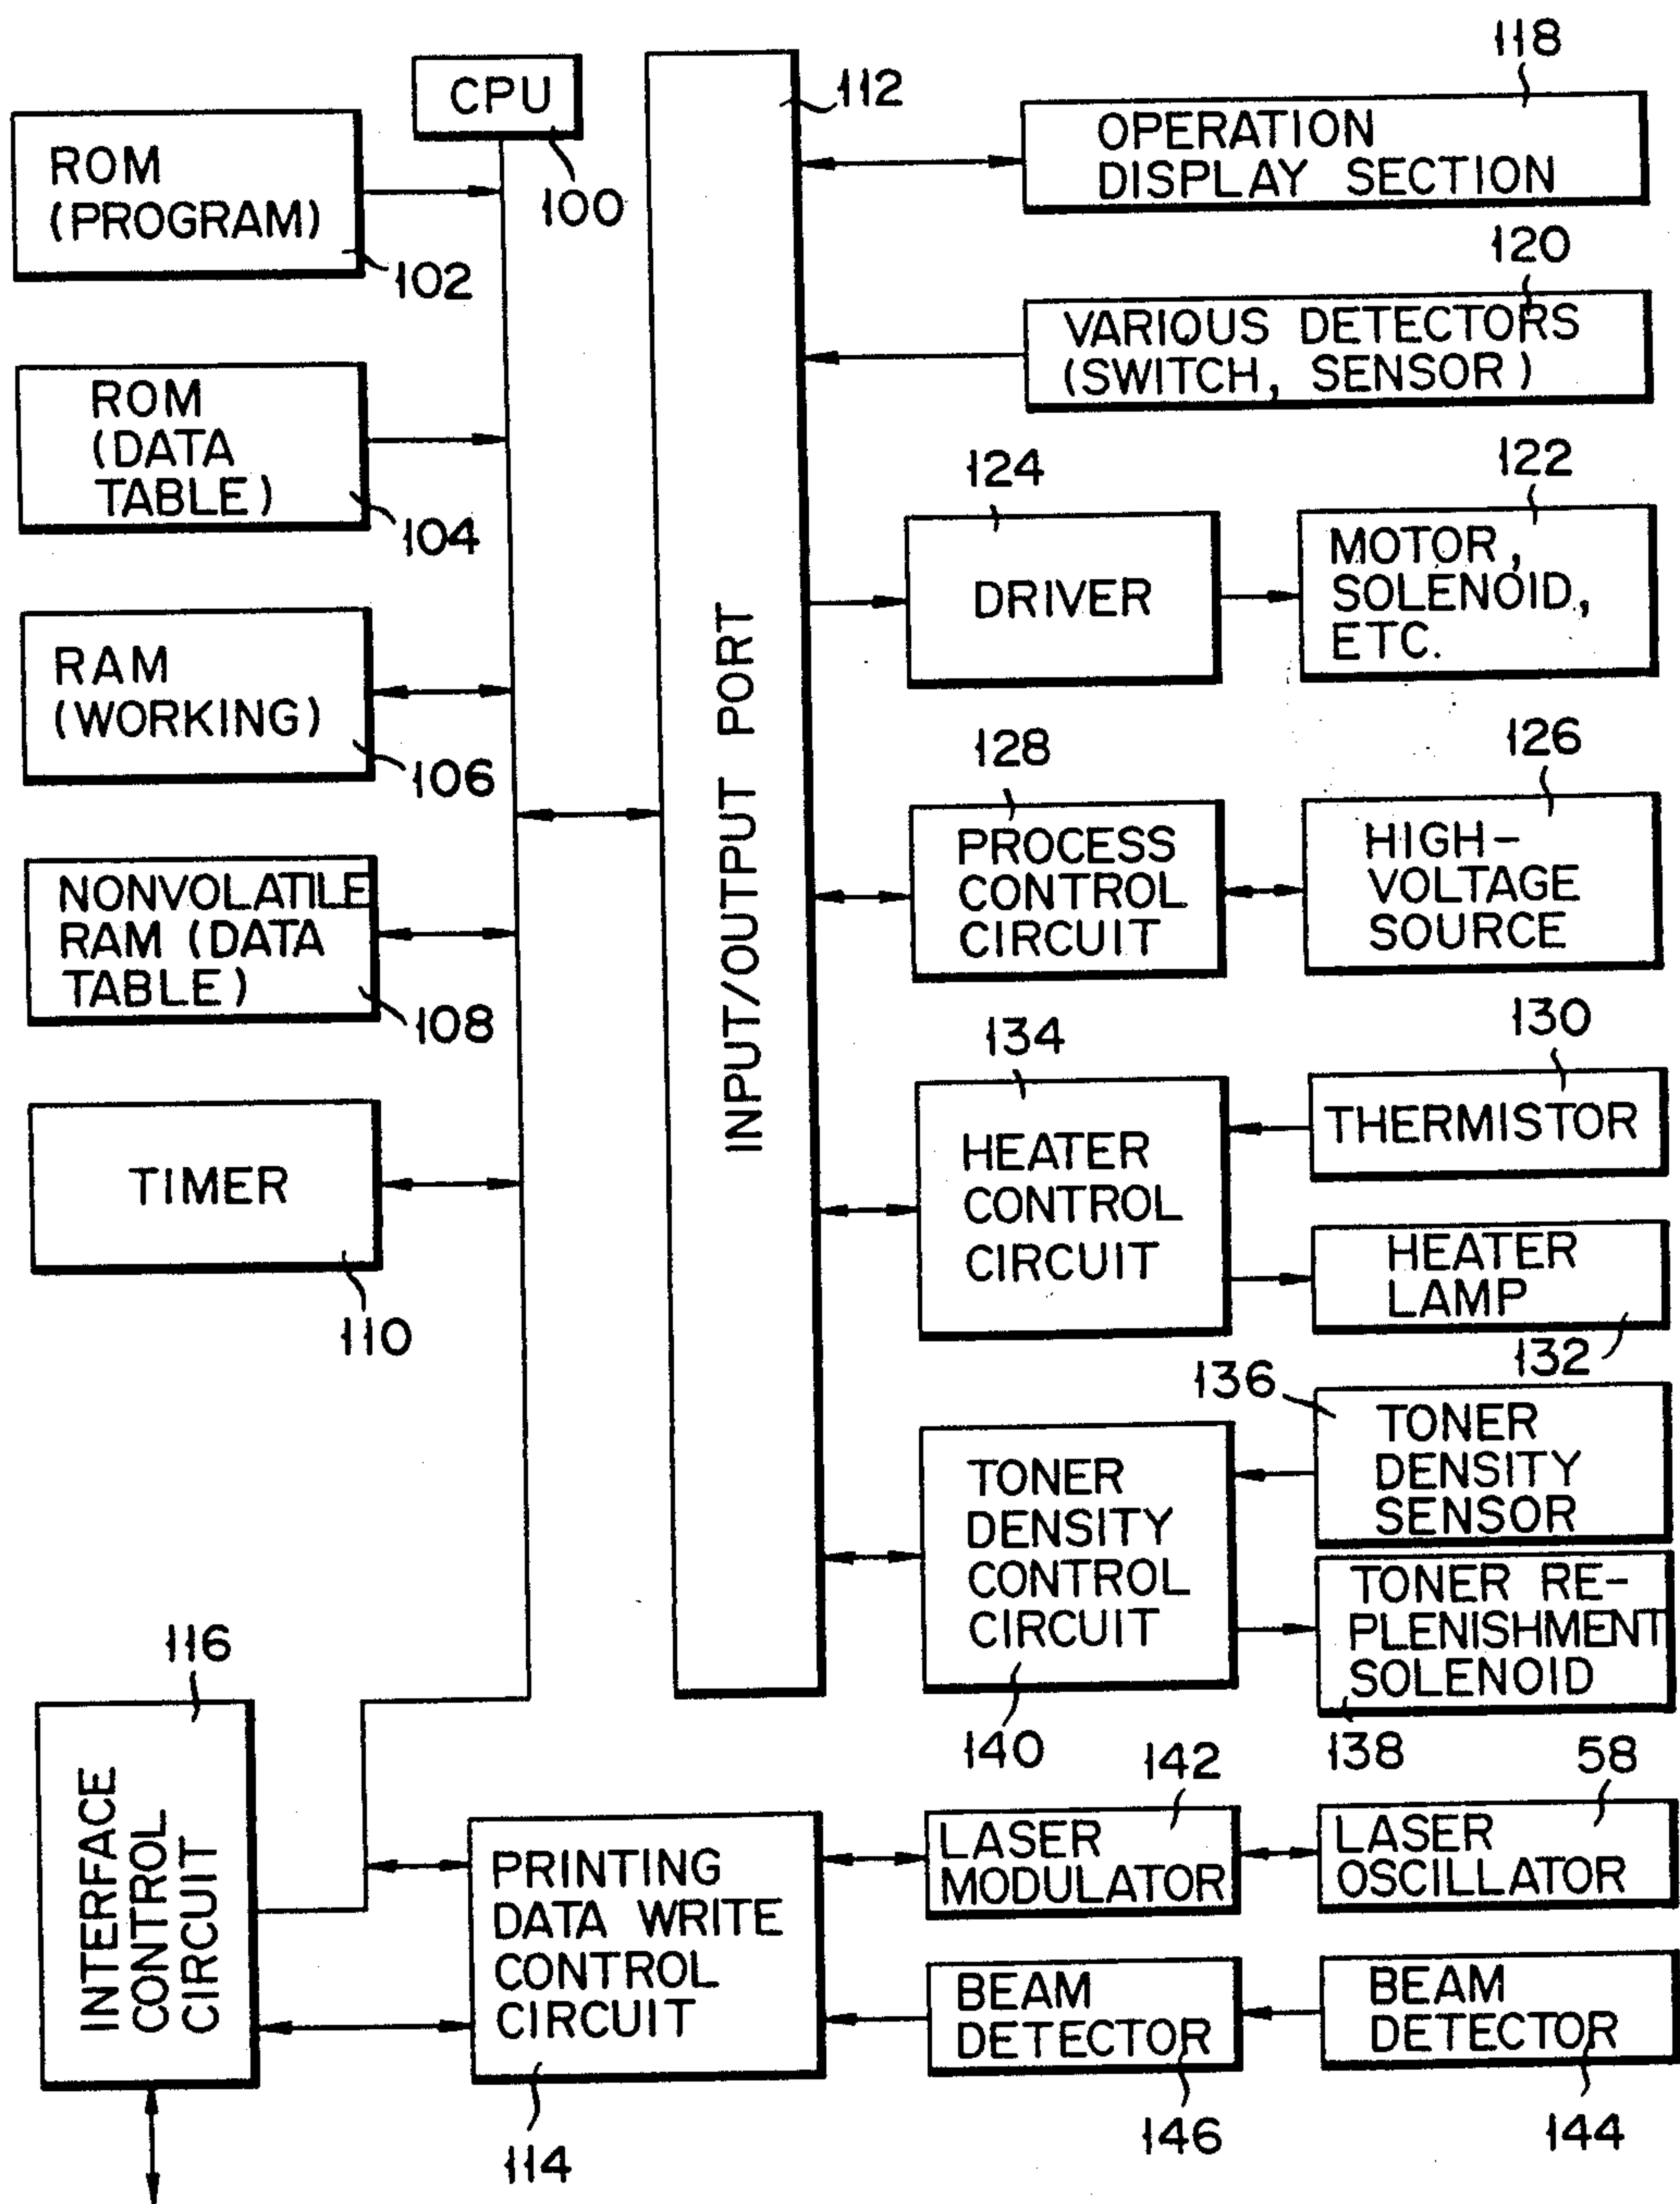 CPU
100
ROM
(PROGRAM)
102
ROM
(DATA
TABLE)
104
RAM
(WORKING)
106
NONVOLATILE
RAM (DATA
TABLE)
108
TIMER
110
INPUT/OUTPUT PORT
112
118
OPERATION
DISPLAY SECTION
120
VARIOUS DETECTORS
(SWITCH, SENSOR)
124
DRIVER
122
MOTOR,
SOLENOID,
ETC.
128
PROCESS
CONTROL
CIRCUIT
126
HIGH-
VOLTAGE
SOURCE
134
HEATER
CONTROL
CIRCUIT
130
THERMISTOR
HEATER
LAMP
132
136
TONER
DENSITY
SENSOR
TONER
DENSITY
CONTROL
CIRCUIT
140
TONER RE-
PLENISHMENT
SOLENOID
138
116
INTERFACE
CONTROL
CIRCUIT
PRINTING
DATA WRITE
CONTROL
CIRCUIT
114
142
LASER
MODULATOR
58
LASER
OSCILLATOR
BEAM
DETECTOR
146
BEAM
DETECTOR
144